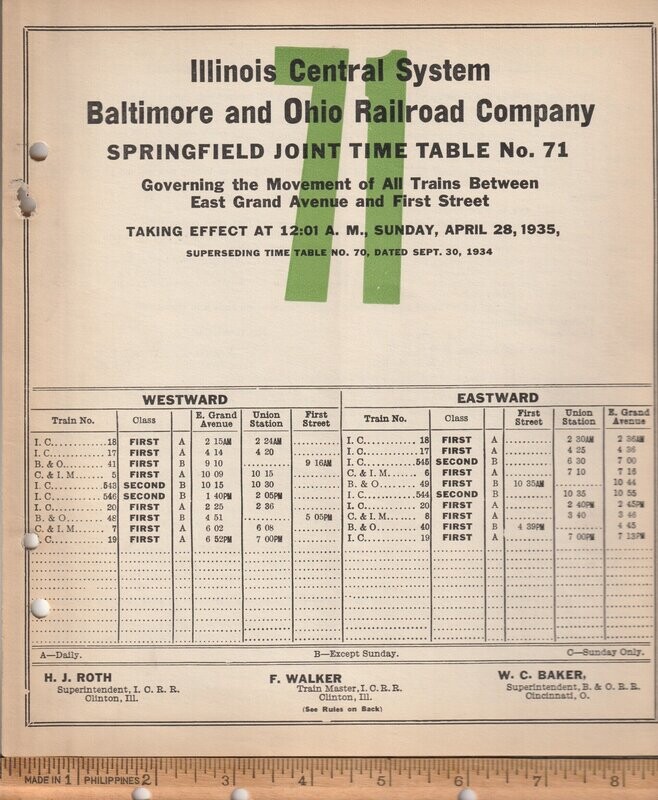 71
Illinois Central System
Baltimore and Ohio Railroad Company
SPRINGFIELD JOINT TIME TABLE No. 71
Governing the Movement of All Trains Between
East Grand Avenue and First Street
TAKING EFFECT AT 12:01 A. M., SUNDAY, APRIL 28, 1935,
SUPERSEDING TIME TABLE NO. 70, DATED SEPT. 30, 1934
WESTWARD
Train No. Class E. Grand Avenue Union Station First Street
I. C. 18 FIRST A 2 15AM 2 24AM
I. C. 17 FIRST A 4 14 4 20
B. & O. 41 FIRST B 9 10 9 16AM
C. & I. M. 5 FIRST A 10 09 10 15
I. C. 543 SECOND B 10 15 10 30
I. C. 546 SECOND B 1 40PM 2 05PM
I. C. 20 FIRST A 2 25 2 36
B. & O. 48 FIRST B 4 51 5 05PM
C. & I. M. 7 FIRST A 6 02 6 08
C. 19 FIRST A 6 52PM 7 00PM
EASTWARD
Train No. Class First Street Union Station E. Grand Avenue
I. C. 18 FIRST A 2 30AM 2 36AM
I. C. 17 FIRST A 4 25 4 36
I. C. 545 SECOND B 6 30 7 00
C. & I. M. 6 FIRST A 7 10 7 16
B. & O. 49 FIRST B 10 35AM 10 44
I. C. 544 SECOND B 10 35 10 55
I. C. 20 FIRST A 2 40PM 2 45PM
C. & I. M. 8 FIRST A 3 40 3 46
B. & O. 40 FIRST B 4 39PM 4 45
I. C. 19 FIRST A 7 00PM 7 13PM
A—Daily. B—Except Sunday. C—Sunday Only.
H. J. ROTH
Superintendent, I. C. R. R.
Clinton, Ill.
F. WALKER
Train Master, I. C. R. R.
Clinton, Ill.
(See Rules on Back)
W. C. BAKER,
Superintendent, B. & O. R. R.
Cincinnati, O.
MADE IN PHILIPPINES
1 2 3 4 5 6 7 8